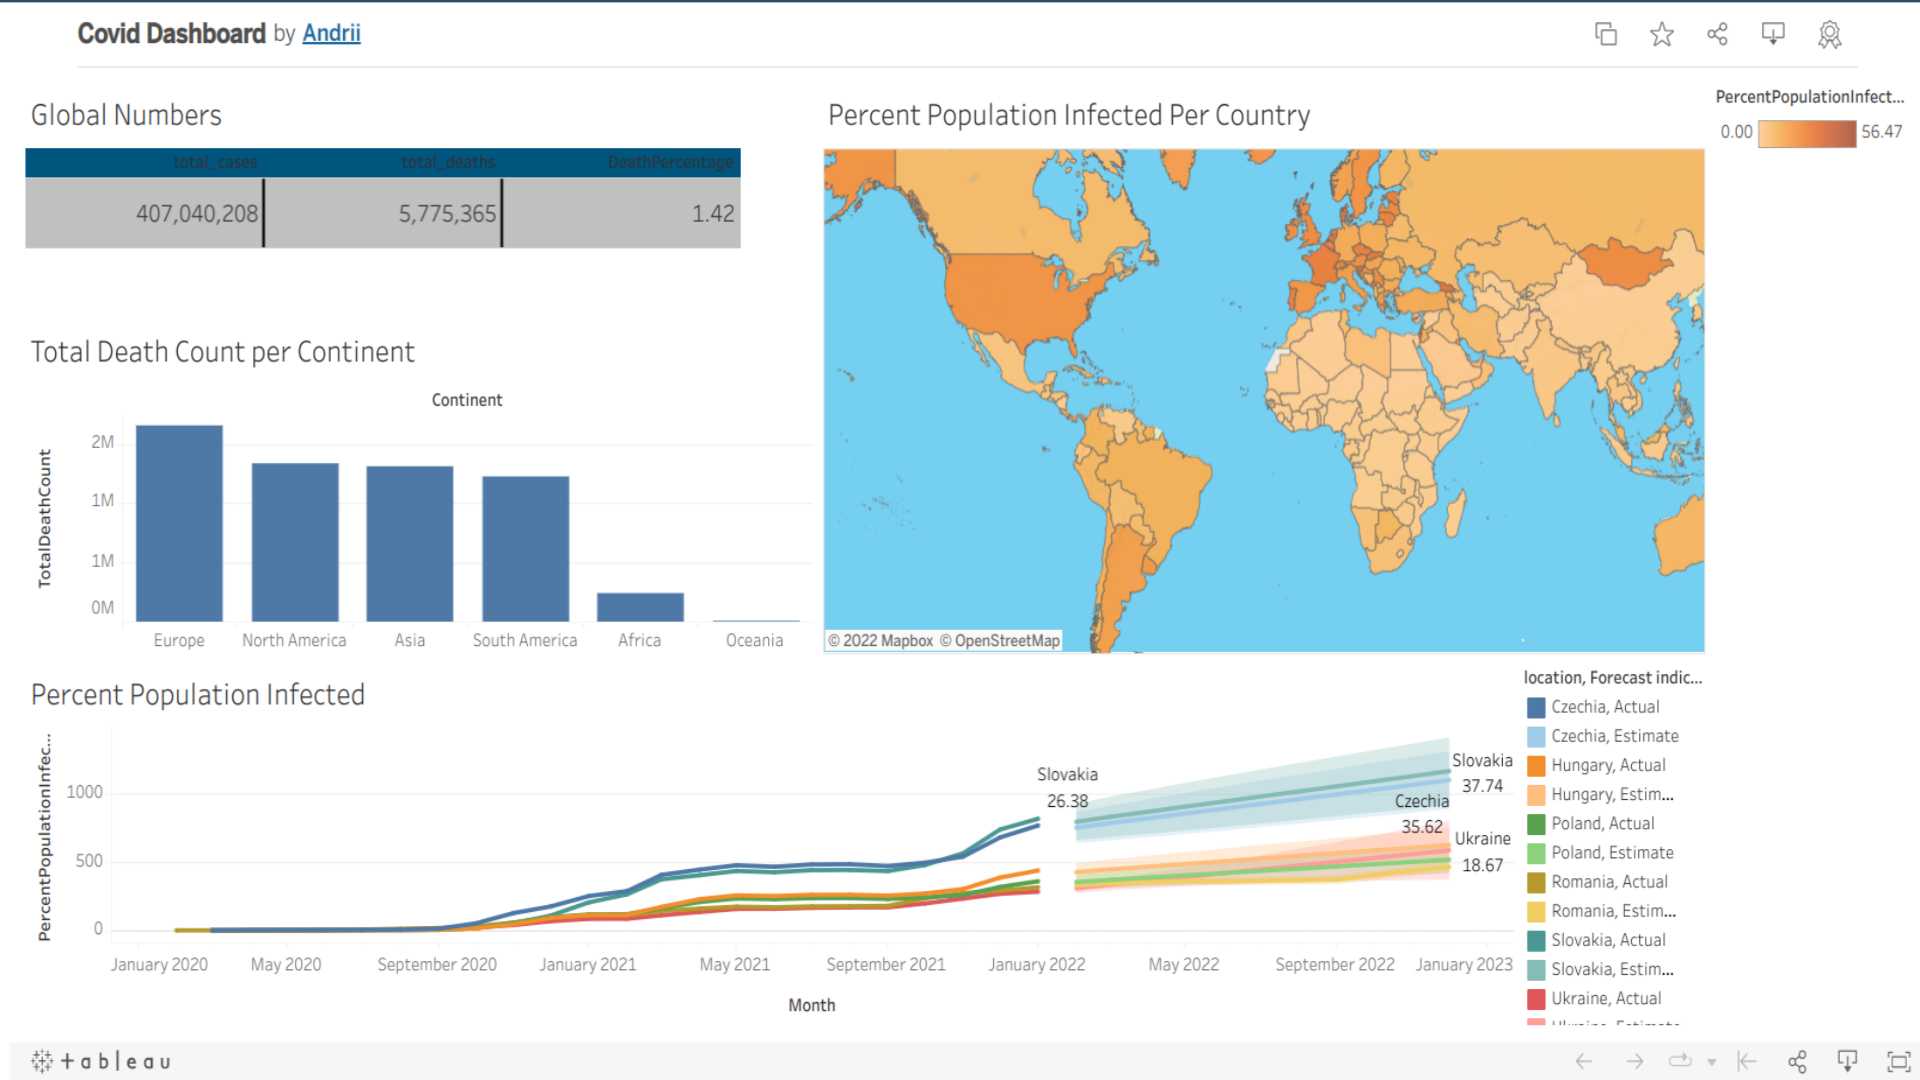 Covid Dashboard by Andrii
Global Numbers
total_cases total_deaths DeathPercentage
407,040,208 5,775,365 1.42
Total Death Count per Continent
Continent
TotalDeathCount
2M
1M
1M
0M
Europe North America Asia South America Africa Oceania
Percent Population Infected Per Country
© 2022 Mapbox © OpenStreetMap
PercentPopulationInfect...
0.00 56.47
Percent Population Infected
PercentPopulationInfec...
1000
500
0
Slovakia
26.38
Slovakia
37.74
Czechia
35.62
Ukraine
18.67
January 2020 May 2020 September 2020 January 2021 May 2021 September 2021 January 2022 May 2022 September 2022 January 2023
Month
location, Forecast indic...
Czechia, Actual
Czechia, Estimate
Hungary, Actual
Hungary, Estim...
Poland, Actual
Poland, Estimate
Romania, Actual
Romania, Estim...
Slovakia, Actual
Slovakia, Estim...
Ukraine, Actual
Ukraine, Estimate
+ableau